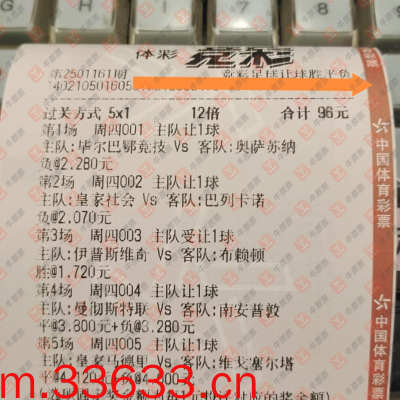 体彩 竞彩
第2501161期 竞彩足球让球胜平负
过关方式 5x1 12倍 合计 96元
第1场 周四001 主队让1球
主队:毕尔巴鄂竞技 Vs 客队:奥萨苏纳
负@2.280元
第2场 周四002 主队让1球
主队:皇家社会 Vs 客队:巴列卡诺
负@2.070元
第3场 周四003 主队受让1球
主队:伊普斯维奇 Vs 客队:布赖顿
胜@1.720元
第4场 周四004 主队让1球
主队:曼彻斯特联 Vs 客队:南安普敦
平@3.800元+负@3.280元
第5场 周四005 主队让1球
主队:皇家马德里 Vs 客队:维戈塞尔塔
m.33633.cn
中国体育彩票
中国体育彩票